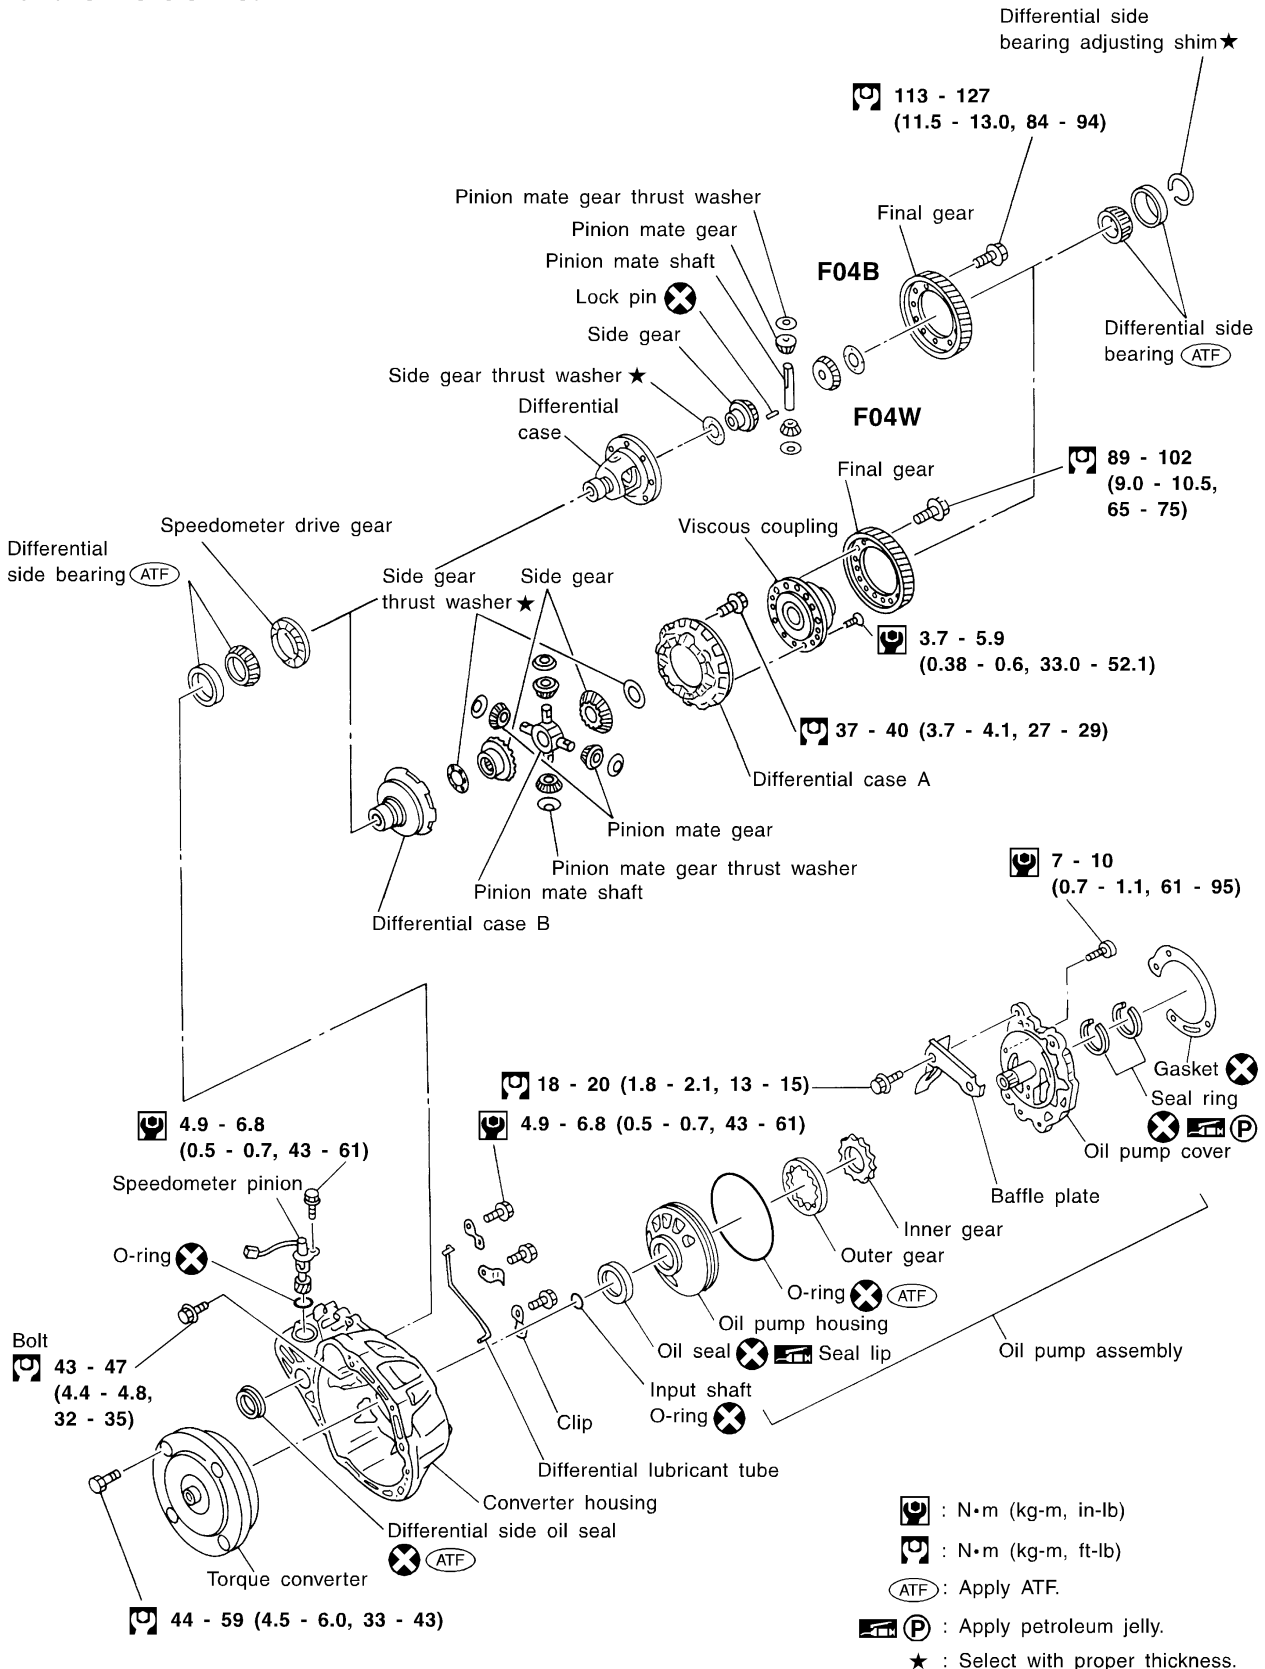 Differential side
bearing adjusting shim★
113 - 127
(11.5 - 13.0, 84 - 94)
Pinion mate gear thrust washer
Final gear
Pinion mate gear
Pinion mate shaft
F04B
Lock pin
Side gear
Differential side
bearing ATF
Side gear thrust washer ★
Differential
case
F04W
89 - 102
(9.0 - 10.5,
65 - 75)
Final gear
Speedometer drive gear
Viscous coupling
Differential
side bearing ATF
Side gear
thrust washer★
Side gear
3.7 - 5.9
(0.38 - 0.6, 33.0 - 52.1)
37 - 40 (3.7 - 4.1, 27 - 29)
Differential case A
Pinion mate gear
Pinion mate gear thrust washer
Pinion mate shaft
Differential case B
7 - 10
(0.7 - 1.1, 61 - 95)
Gasket
Seal ring
P
Oil pump cover
18 - 20 (1.8 - 2.1, 13 - 15)
4.9 - 6.8 (0.5 - 0.7, 43 - 61)
4.9 - 6.8
(0.5 - 0.7, 43 - 61)
Speedometer pinion
Baffle plate
Inner gear
Outer gear
O-ring
O-ring ATF
Oil pump housing
Oil seal Seal lip
Oil pump assembly
Bolt
43 - 47
(4.4 - 4.8,
32 - 35)
Input shaft
O-ring
Clip
Differential lubricant tube
Converter housing
Differential side oil seal
ATF
Torque converter
44 - 59 (4.5 - 6.0, 33 - 43)
: N•m (kg-m, in-lb)
: N•m (kg-m, ft-lb)
ATF : Apply ATF.
P : Apply petroleum jelly.
★ : Select with proper thickness.